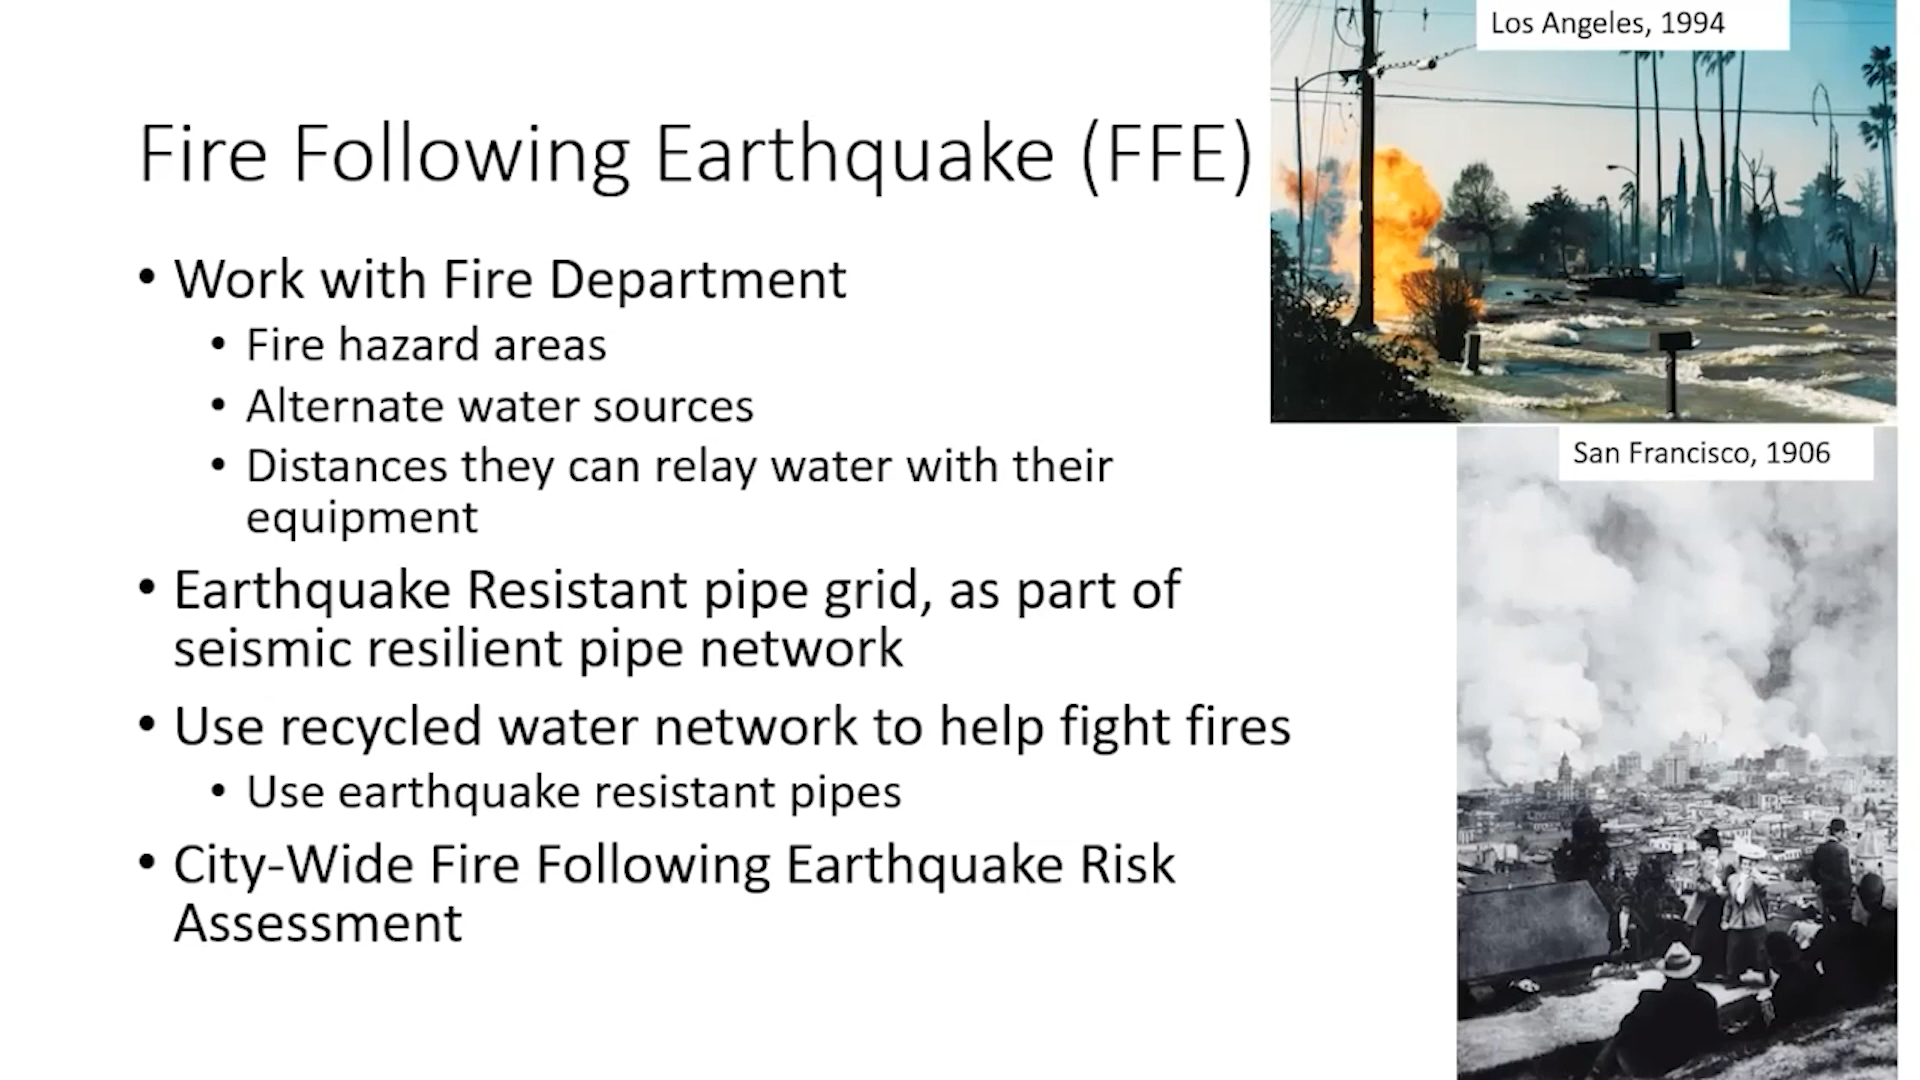 Los Angeles, 1994
Fire Following Earthquake (FFE)
• Work with Fire Department
• Fire hazard areas
• Alternate water sources
• Distances they can relay water with their
equipment
• Earthquake Resistant pipe grid, as part of
seismic resilient pipe network
• Use recycled water network to help fight fires
• Use earthquake resistant pipes
• City-Wide Fire Following Earthquake Risk
Assessment
San Francisco, 1906